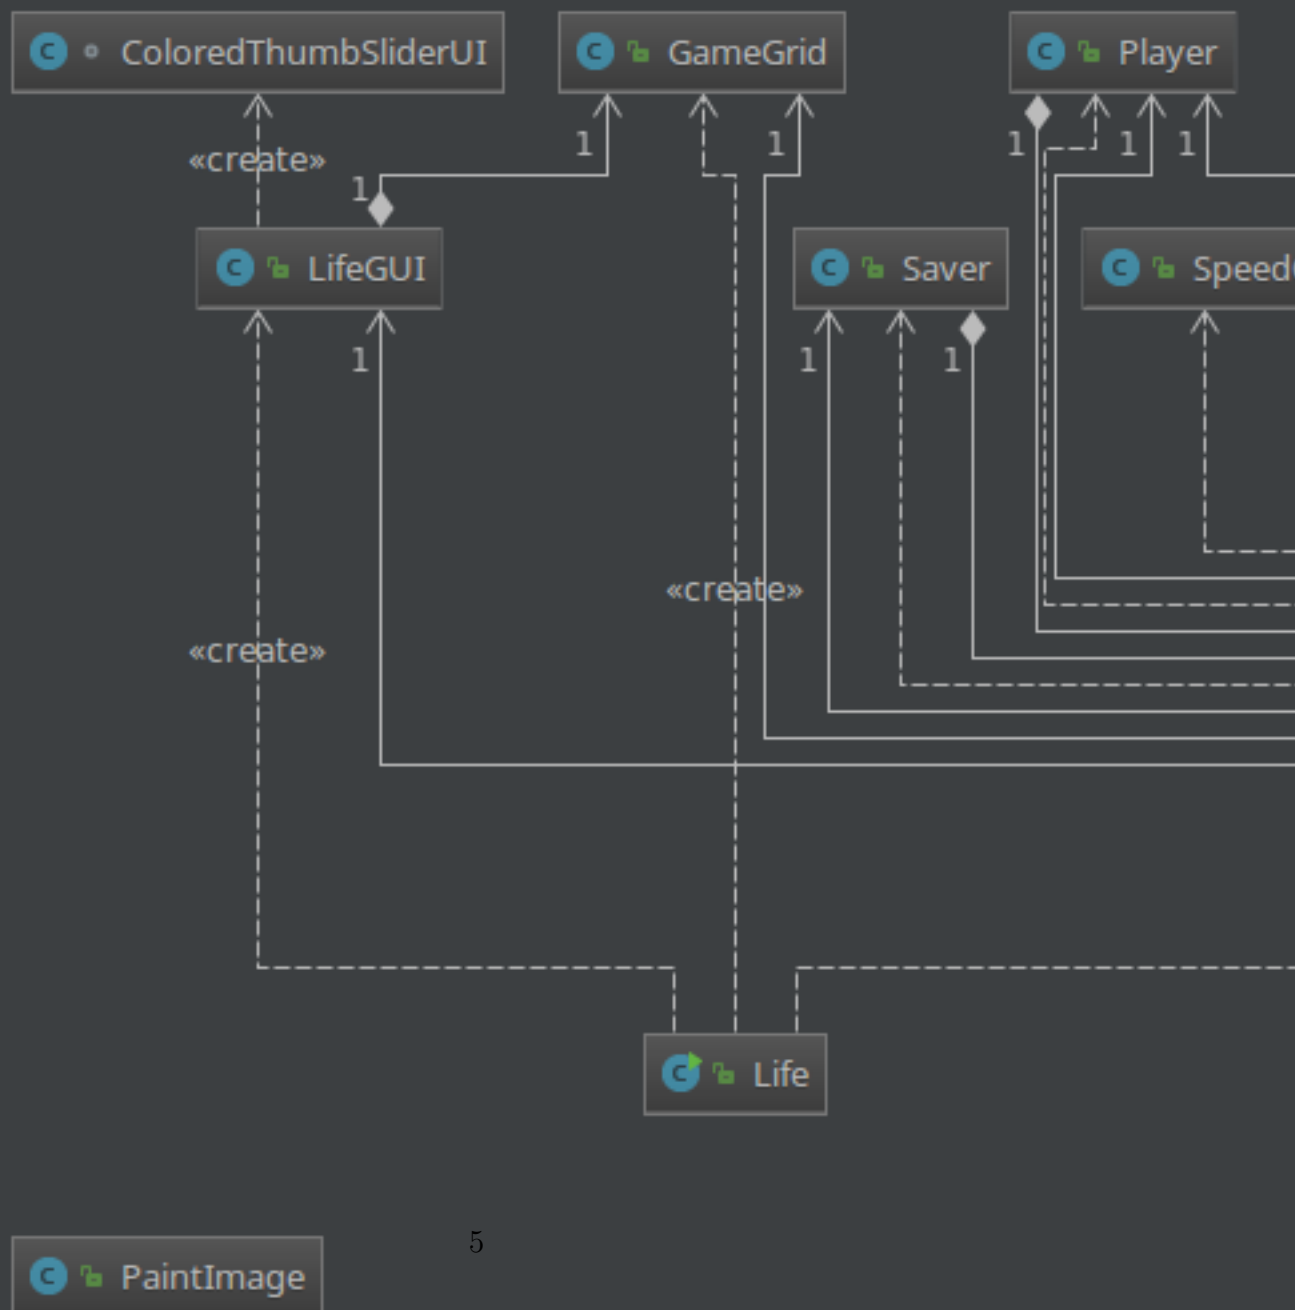 ColoredThumbSliderUI
GameGrid
Player
1
1
1
1
1
«create»
1
LifeGUI
Saver
1
1
1
«create»
«create»
Life
5
PaintImage